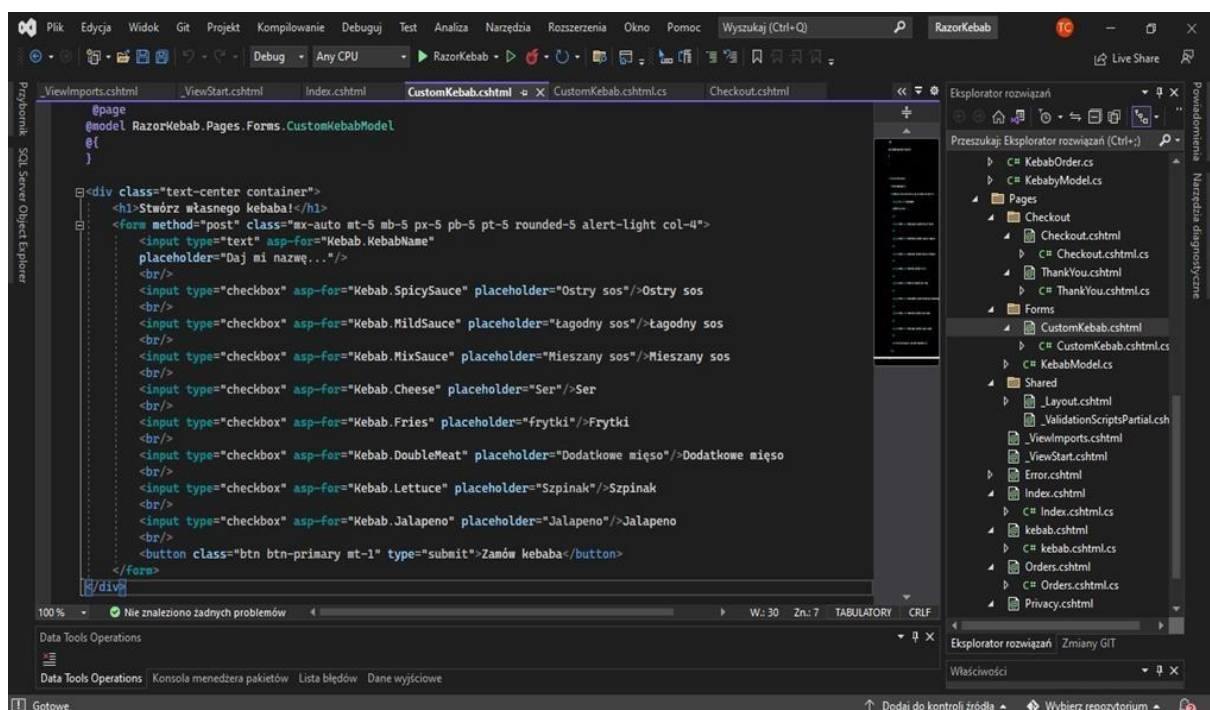 Plik Edycja Widok Git Projekt Kompilowanie Debuguj Test Analiza Narzędzia Rozszerzenia Okno Pomoc Wyszukaj (Ctrl+Q) RazorKebab TC
Debug Any CPU RazorKebab Live Share
Przybornik
SQL Server Object Explorer
_ViewImports.cshtml _ViewStart.cshtml Index.cshtml CustomKebab.cshtml CustomKebab.cshtml.cs Checkout.cshtml
@page
@model RazorKebab.Pages.Forms.CustomKebabModel
@{
}
<div class="text-center container">
<h1>Stwórz własnego kebaba!</h1>
<form method="post" class="mx-auto mt-5 mb-5 px-5 pb-5 pt-5 rounded-5 alert-light col-4">
<input type="text" asp-for="Kebab.KebabName"
placeholder="Daj mi nazwę..."/>
<br/>
<input type="checkbox" asp-for="Kebab.SpicySauce" placeholder="Ostry sos"/>Ostry sos
<br/>
<input type="checkbox" asp-for="Kebab.MildSauce" placeholder="Łagodny sos"/>Łagodny sos
<br/>
<input type="checkbox" asp-for="Kebab.MixSauce" placeholder="Mieszany sos"/>Mieszany sos
<br/>
<input type="checkbox" asp-for="Kebab.Cheese" placeholder="Ser"/>Ser
<br/>
<input type="checkbox" asp-for="Kebab.Fries" placeholder="frytki"/>Frytki
<br/>
<input type="checkbox" asp-for="Kebab.DoubleMeat" placeholder="Dodatkowe mięso"/>Dodatkowe mięso
<br/>
<input type="checkbox" asp-for="Kebab.Lettuce" placeholder="Szpinak"/>Szpinak
<br/>
<input type="checkbox" asp-for="Kebab.Jalapeno" placeholder="Jalapeno"/>Jalapeno
<br/>
<button class="btn btn-primary mt-1" type="submit">Zamów kebaba</button>
</form>
</div>
100 % Nie znaleziono żadnych problemów W.: 30 Zn.: 7 TABULATORY CRLF
Data Tools Operations
Data Tools Operations Konsola menedżera pakietów Lista błędów Dane wyjściowe
Eksplorator rozwiązań
Przeszukaj: Eksplorator rozwiązań (Ctrl+;)
C# KebabOrder.cs
C# KebabyModel.cs
Pages
Checkout
Checkout.cshtml
C# Checkout.cshtml.cs
ThankYou.cshtml
C# ThankYou.cshtml.cs
Forms
CustomKebab.cshtml
C# CustomKebab.cshtml.cs
C# KebabModel.cs
Shared
_Layout.cshtml
_ValidationScriptsPartial.csh
_ViewImports.cshtml
_ViewStart.cshtml
Error.cshtml
Index.cshtml
C# Index.cshtml.cs
kebab.cshtml
C# kebab.cshtml.cs
Orders.cshtml
C# Orders.cshtml.cs
Privacy.cshtml
Eksplorator rozwiązań Zmiany GIT
Właściwości
Powiadomienia
Narzędzia diagnostyczne
Gotowe Dodaj do kontroli źródła Wybierz repozytorium